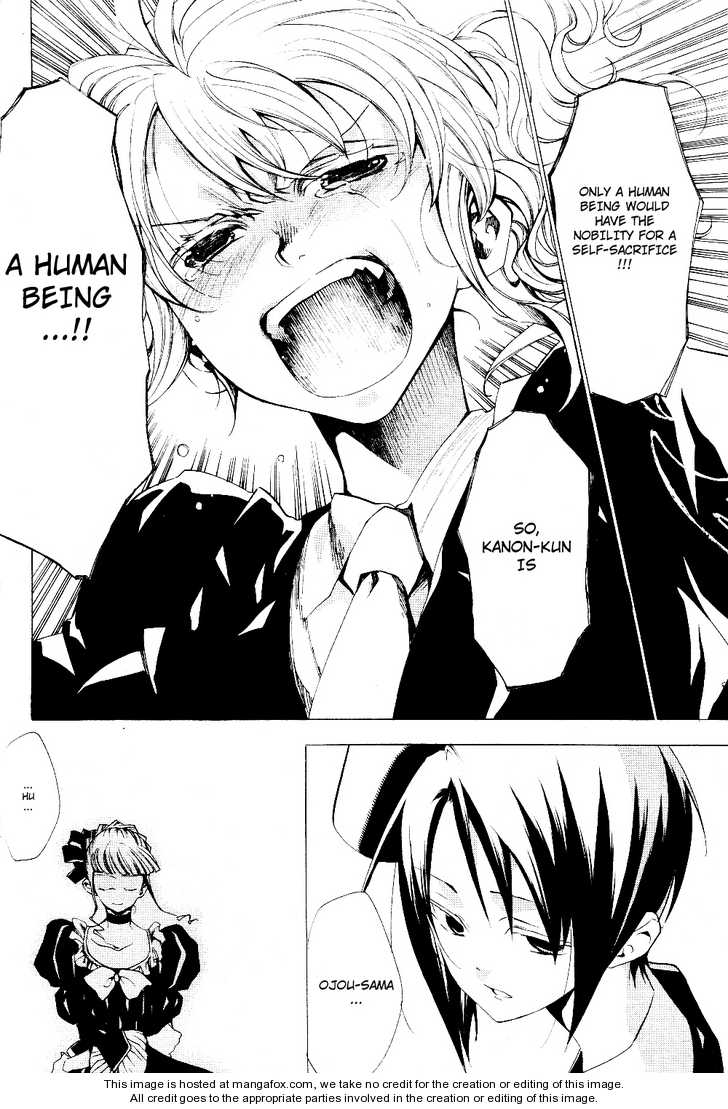 ONLY A HUMAN
BEING WOULD
HAVE THE
NOBILITY FOR A
SELF-SACRIFICE
!!!
SO,
KANON-KUN
IS
A HUMAN
BEING
...!!
OJOU-SAMA
...
...
HU
...
This image is hosted at mangafox.com, we take no credit for the creation or editing of this image.
All credit goes to the appropriate parties involved in the creation or editing of this image.